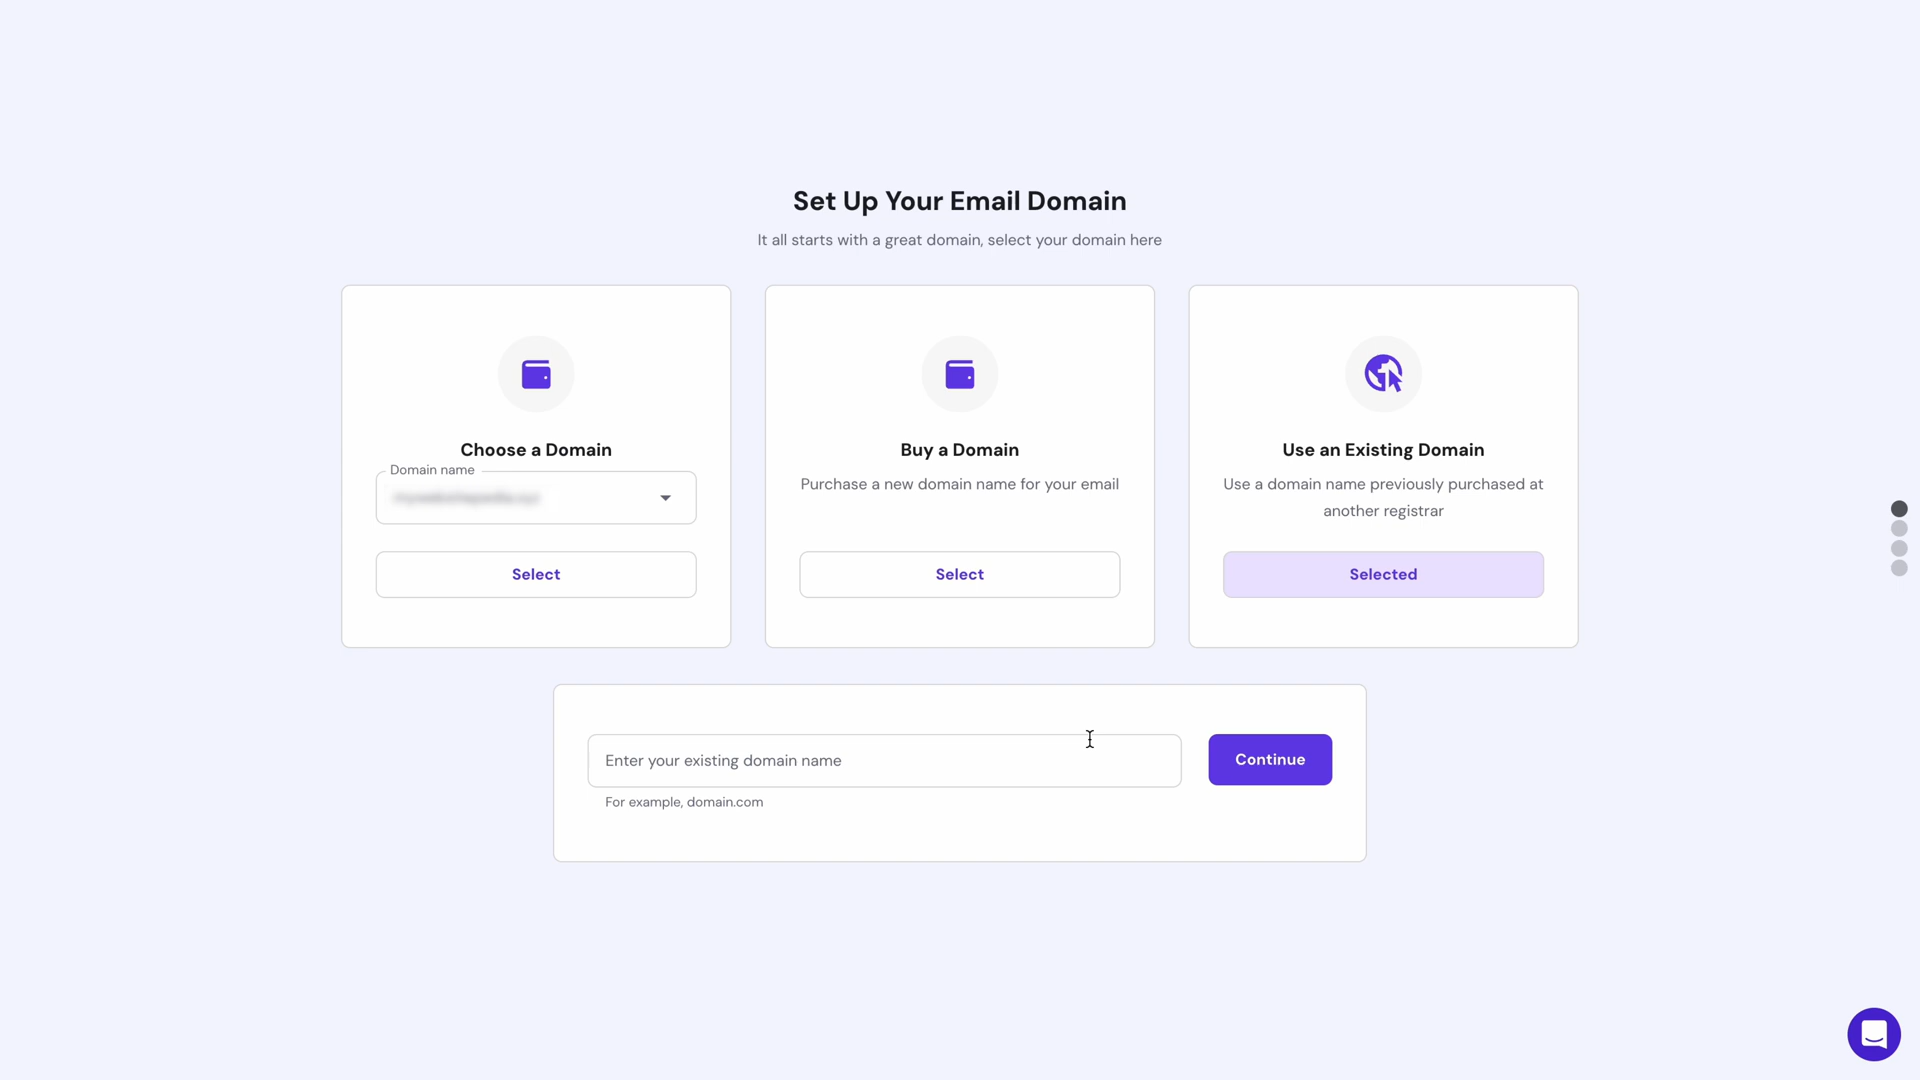 Set Up Your Email Domain
It all starts with a great domain, select your domain here
Choose a Domain
Domain name
Select
Buy a Domain
Purchase a new domain name for your email
Select
Use an Existing Domain
Use a domain name previously purchased at
another registrar
Selected
Enter your existing domain name
Continue
For example, domain.com